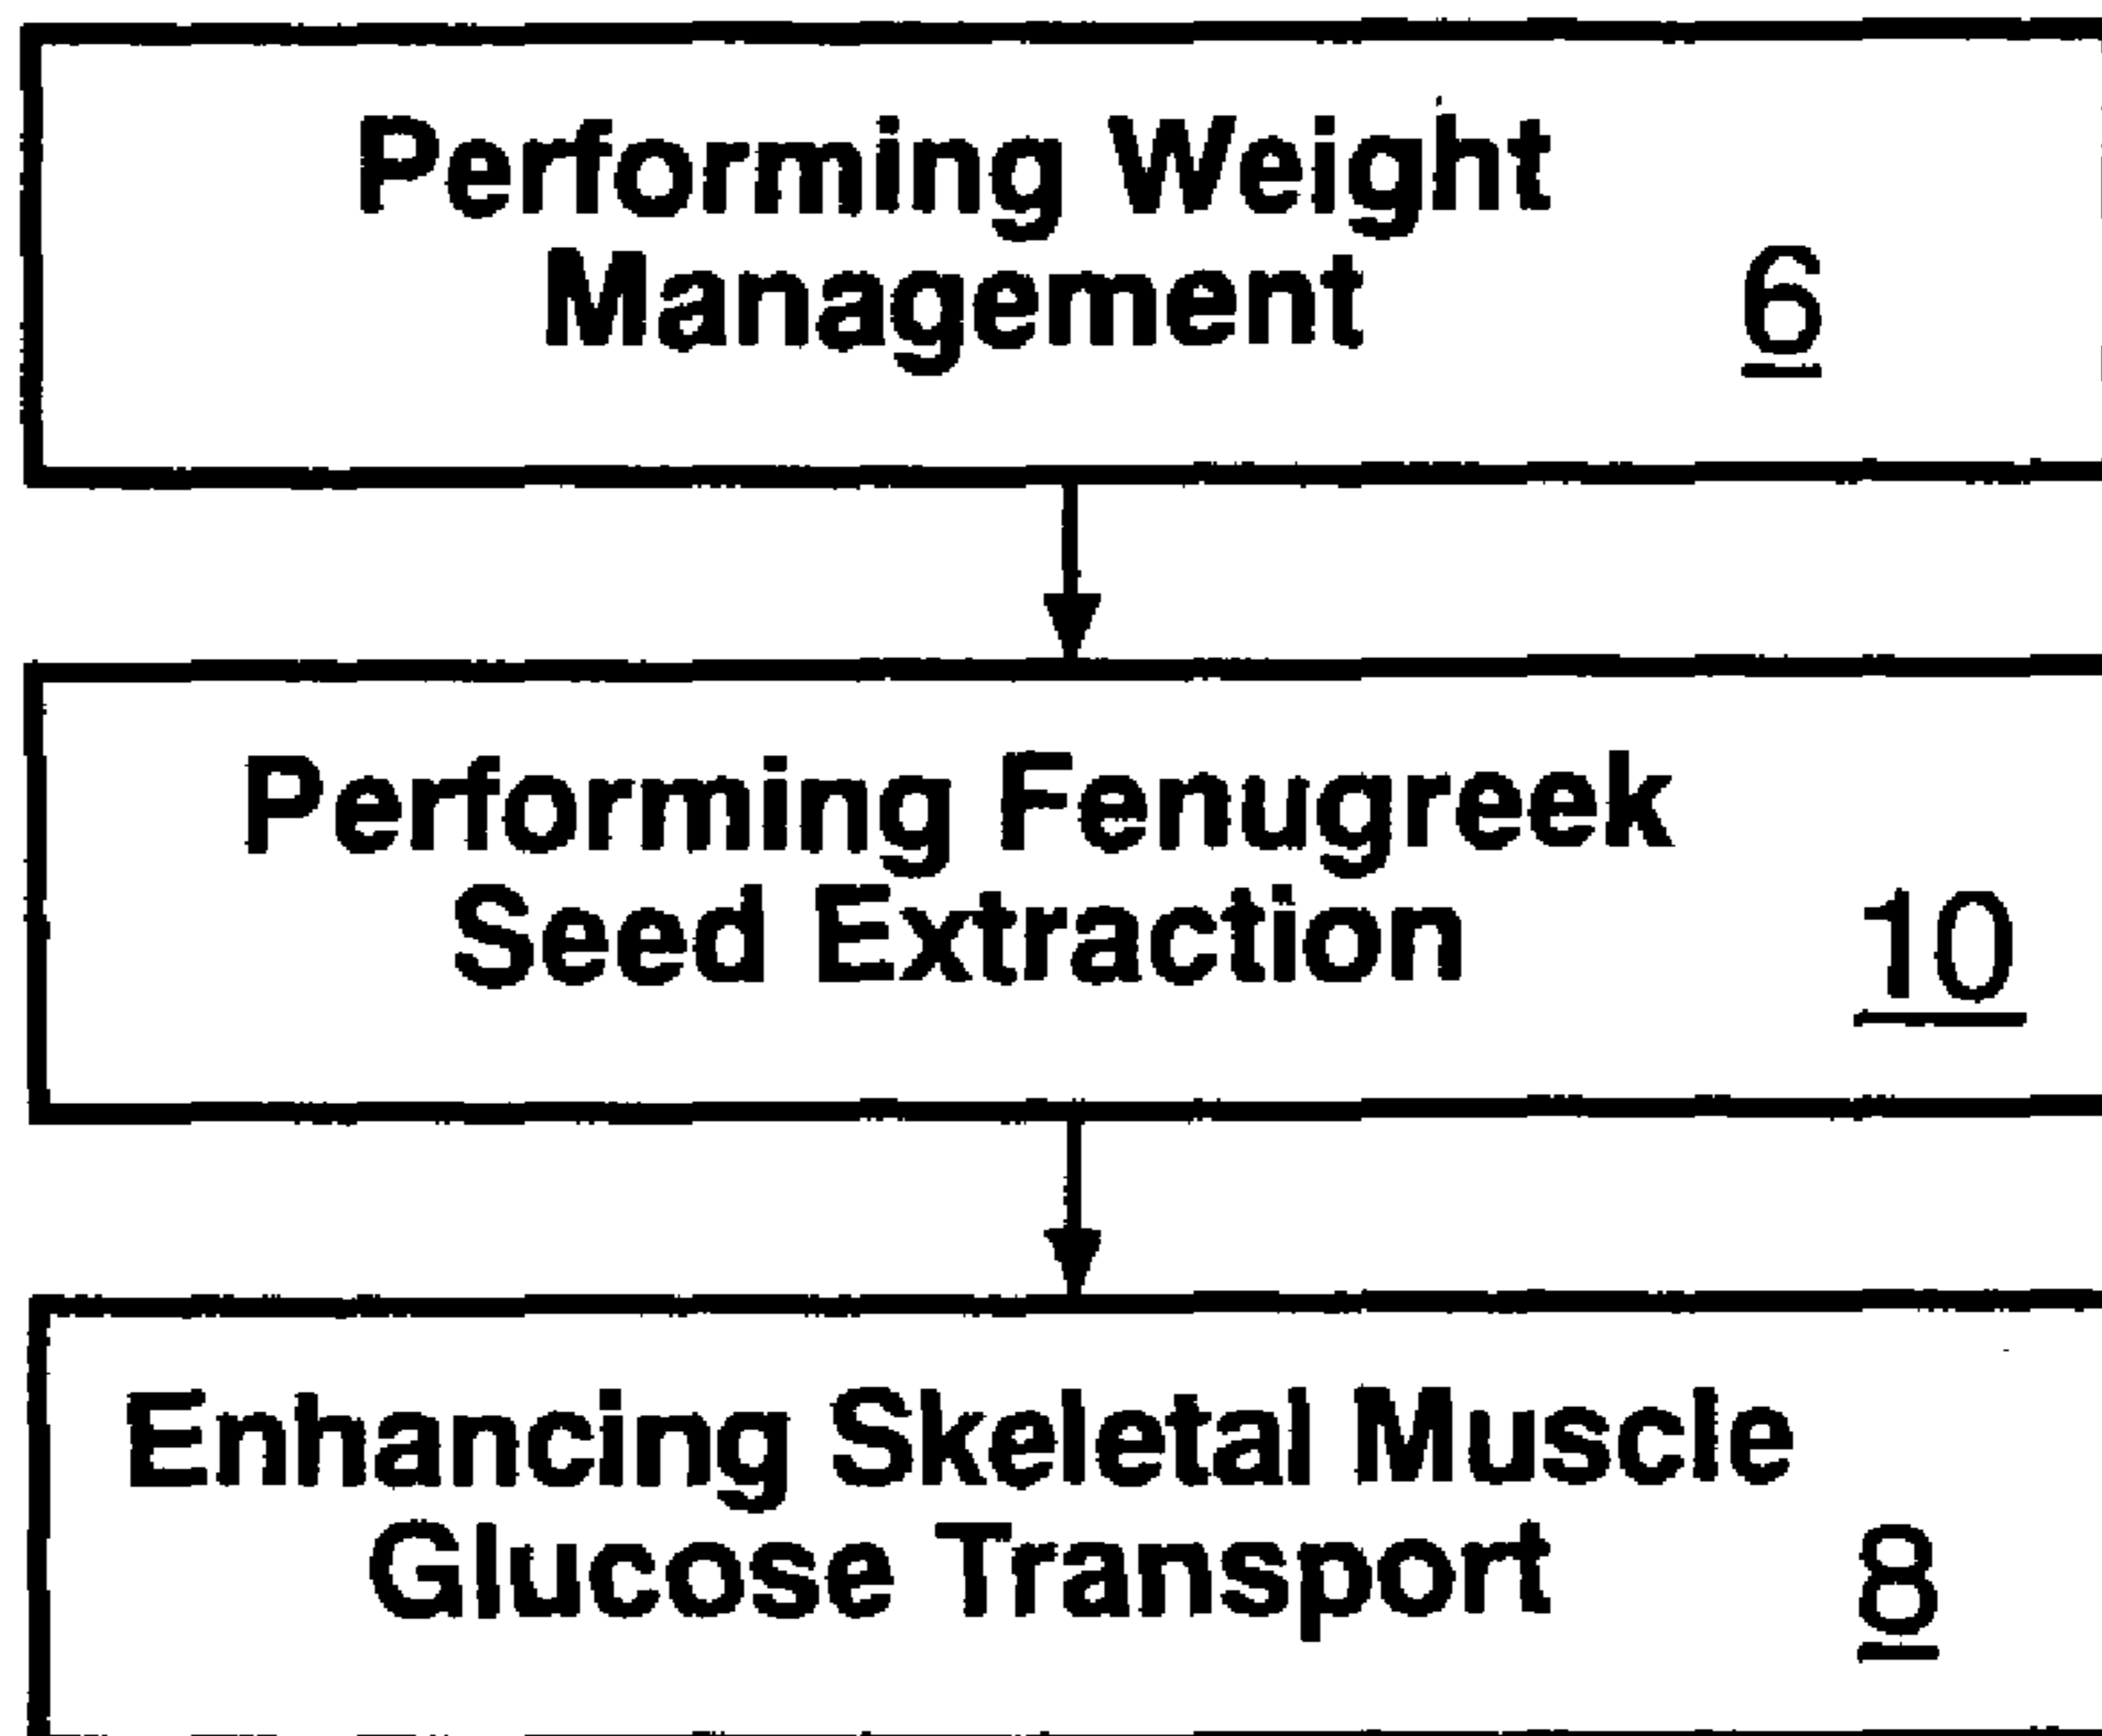 Performing Weight
Management 6
Performing Fenugreek
Seed Extraction 10
Enhancing Skeletal Muscle
Glucose Transport 8